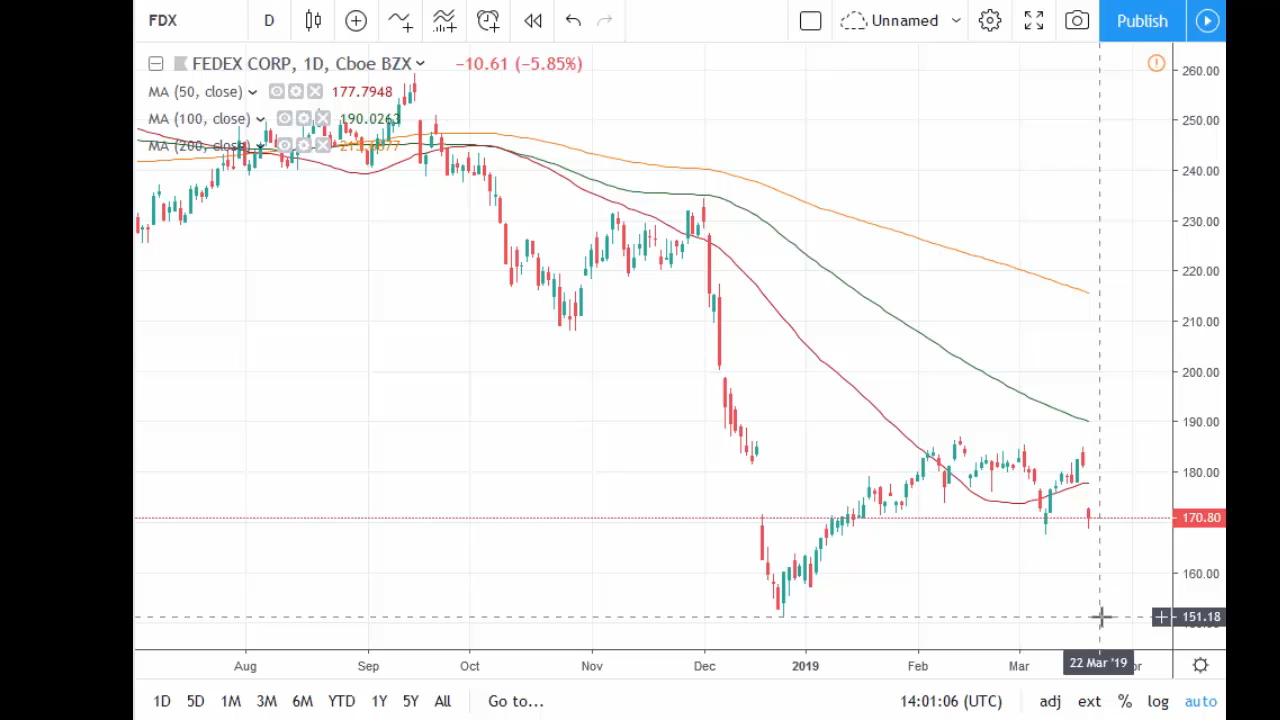 FDX D Unnamed Publish
FEDEX CORP, 1D, Cboe BZX −10.61 (−5.85%)
MA (50, close) 177.7948
MA (100, close) 190.0263
MA (200, close)
260.00
250.00
240.00
230.00
220.00
210.00
200.00
190.00
180.00
170.80
160.00
151.18
Aug Sep Oct Nov Dec 2019 Feb Mar 22 Mar '19
1D 5D 1M 3M 6M YTD 1Y 5Y All Go to... 14:01:06 (UTC) adj ext % log auto